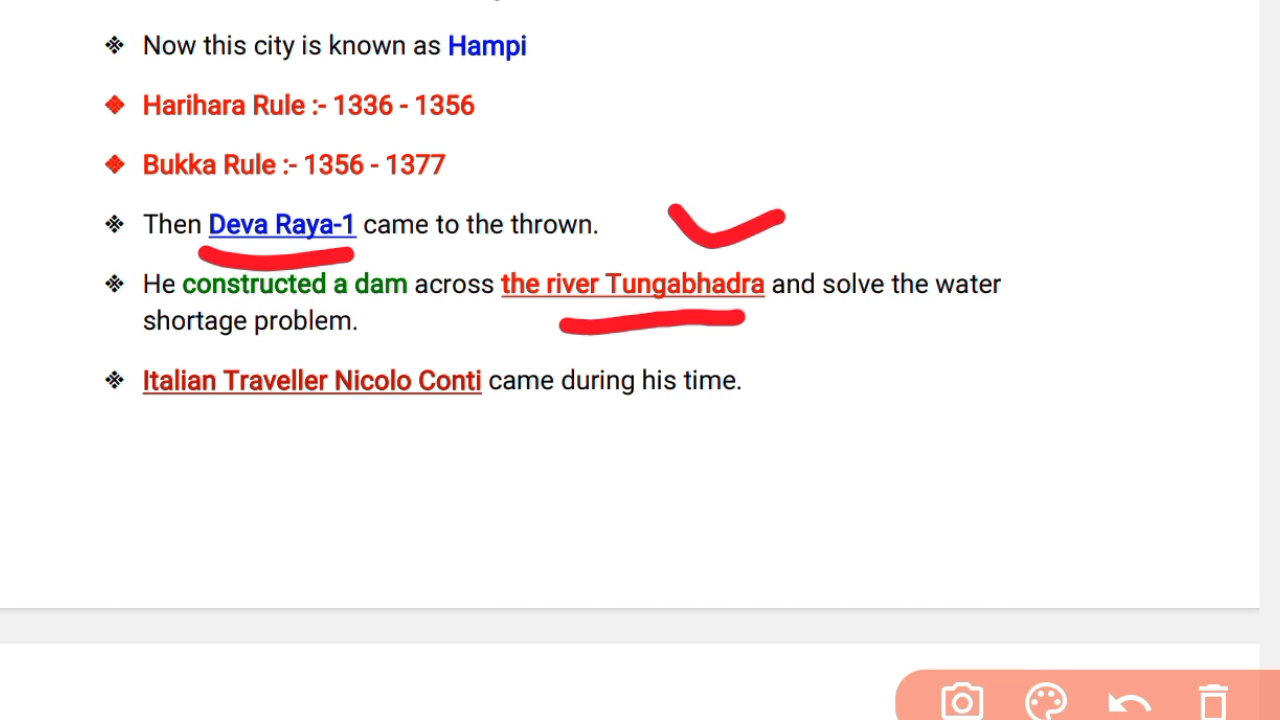 ❖ Now this city is known as Hampi
❖ Harihara Rule :- 1336 - 1356
❖ Bukka Rule :- 1356 - 1377
❖ Then Deva Raya-1 came to the thrown.
❖ He constructed a dam across the river Tungabhadra and solve the water
shortage problem.
❖ Italian Traveller Nicolo Conti came during his time.